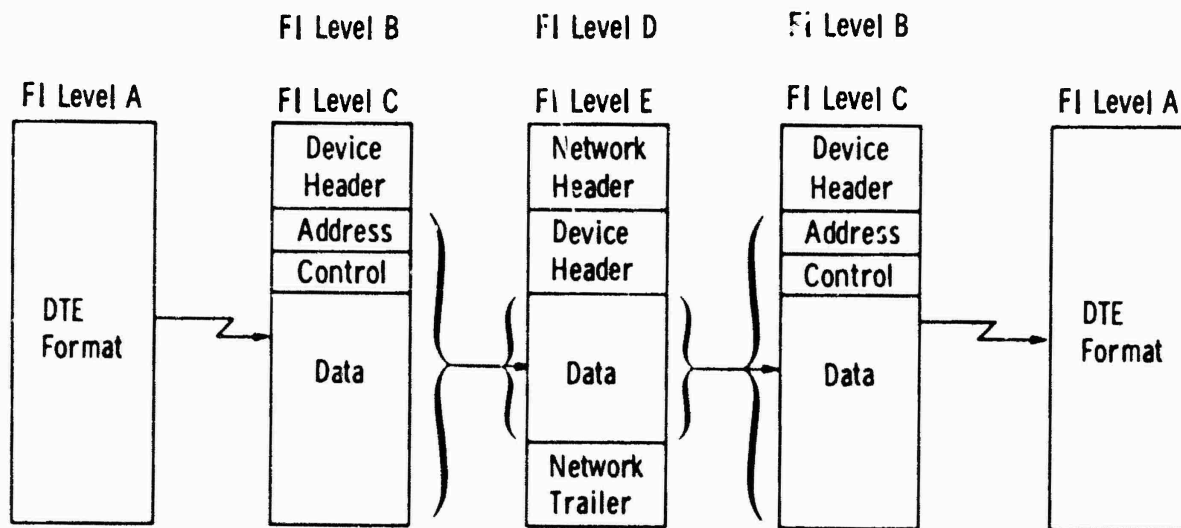 FI Level B
FI Level D
FI Level B
FI Level A
FI Level C
FI Level E
FI Level C
FI Level A
DTE
Format
Device
Header
Address
Control
Data
Network
Header
Device
Header
Data
Network
Trailer
Device
Header
Address
Control
Data
DTE
Format